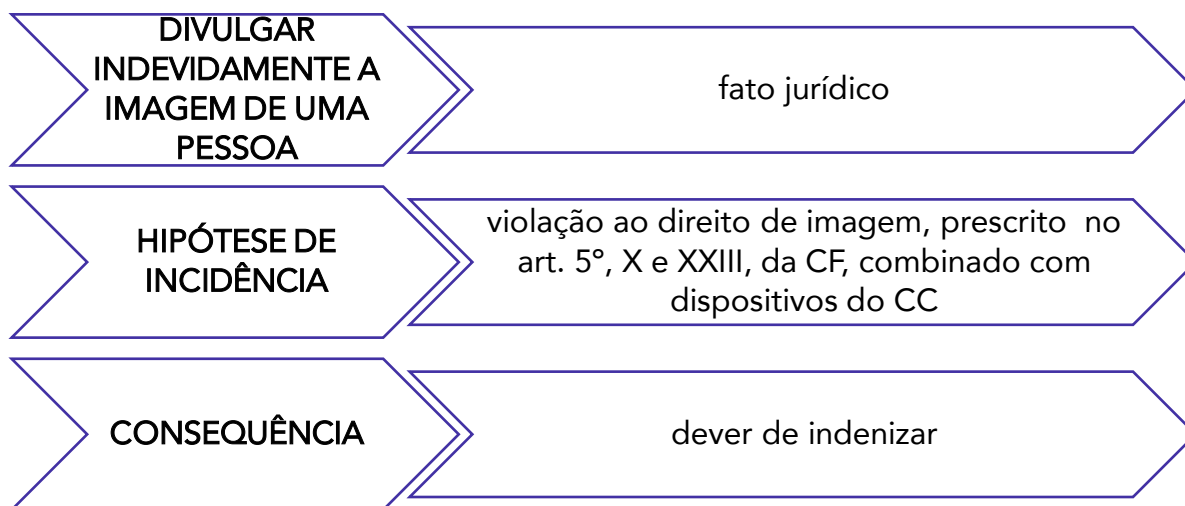 DIVULGAR
INDEVIDAMENTE A
IMAGEM DE UMA
PESSOA
fato jurídico
HIPÓTESE DE
INCIDÊNCIA
violação ao direito de imagem, prescrito no
art. 5º, X e XXIII, da CF, combinado com
dispositivos do CC
CONSEQUÊNCIA
dever de indenizar